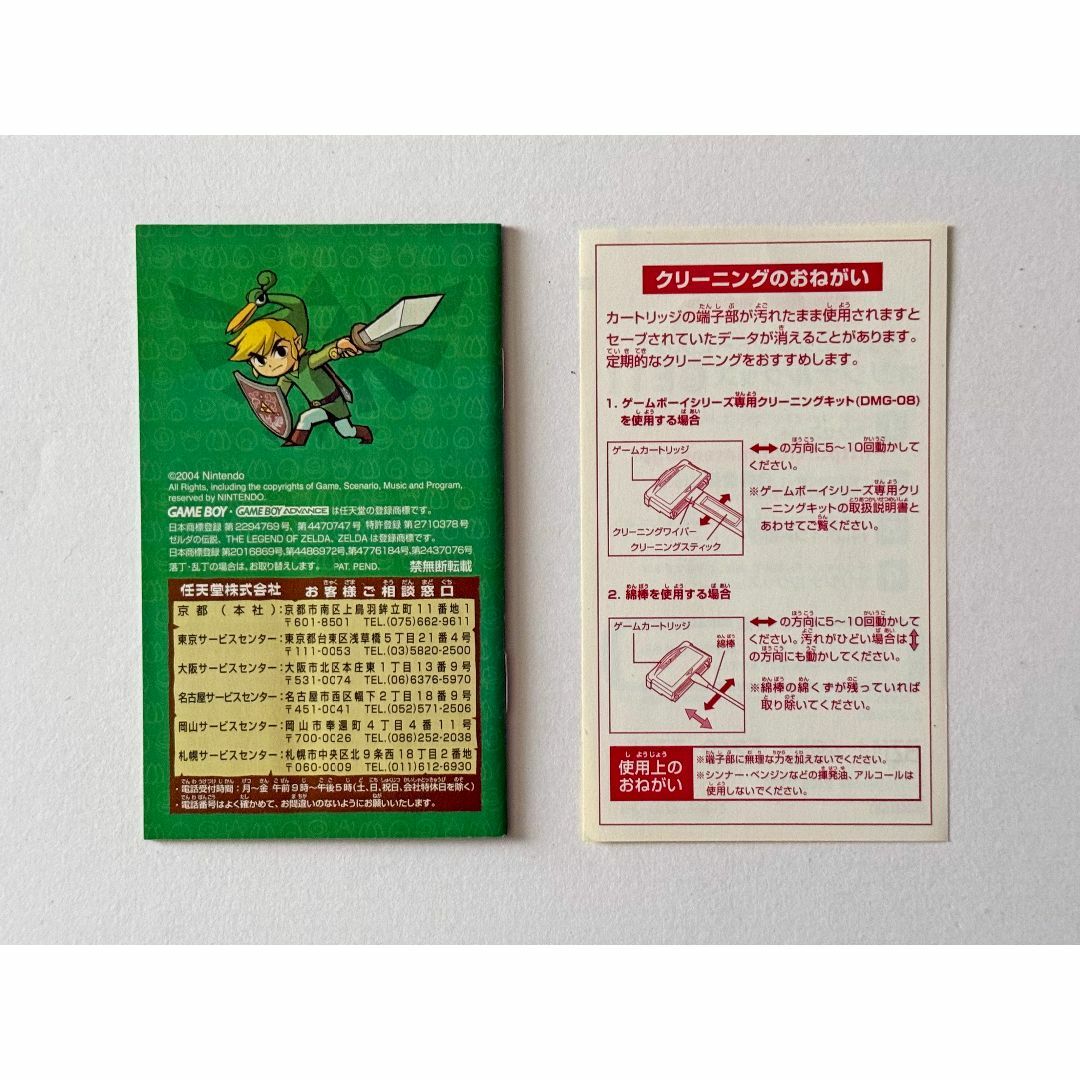 ©2004 Nintendo
All Rights, including the copyrights of Game, Scenario, Music and Program,
reserved by NINTENDO.
GAME BOY・GAME BOY ADVANCE は任天堂の登録商標です。
日本商標登録 第2294769号、第4470747号 特許登録 第2710378号
ゼルダの伝説、THE LEGEND OF ZELDA、ZELDA は登録商標です。
日本商標登録 第2016869号、第4486972号、第4776184号、第2437076号
落丁・乱丁の場合は、お取り替えします。 PAT. PEND. 禁無断転載
任天堂株式会社 お客様ご相談窓口
京都(本社):京都市南区上鳥羽鉾立町11番地1
〒601-8501 TEL.(075)662-9611
東京サービスセンター:東京都台東区浅草橋5丁目21番4号
〒111-0053 TEL.(03)5820-2500
大阪サービスセンター:大阪市北区本庄東1丁目13番9号
〒531-0074 TEL.(06)6376-5970
名古屋サービスセンター:名古屋市西区幅下2丁目18番9号
〒451-0041 TEL.(052)571-2506
岡山サービスセンター:岡山市奉還町4丁目4番11号
〒700-0026 TEL.(086)252-2038
札幌サービスセンター:札幌市中央区北9条西18丁目2番地
〒060-0009 TEL.(011)612-6930
・電話受付時間:月〜金 午前9時〜午後5時(土、日、祝日、会社特休日を除く)
・電話番号はよく確かめて、お間違いのないようにお願いいたします。
クリーニングのおねがい
カートリッジの端子部が汚れたまま使用されますと
セーブされていたデータが消えることがあります。
定期的なクリーニングをおすすめします。
1. ゲームボーイシリーズ専用クリーニングキット(DMG-08)
を使用する場合
ゲームカートリッジ
クリーニングワイパー
クリーニングスティック
↔の方向に5〜10回動かして
ください。
※ゲームボーイシリーズ専用クリ
ーニングキットの取扱説明書と
あわせてご覧ください。
2. 綿棒を使用する場合
ゲームカートリッジ
綿棒
↔の方向に5〜10回動かして
ください。汚れがひどい場合は↕
の方向にも動かしてください。
※綿棒の綿くずが残っていれば
取り除いてください。
使用上の
おねがい
※端子部に無理な力を加えないでください。
※シンナー・ベンジンなどの揮発油、アルコールは
使用しないでください。